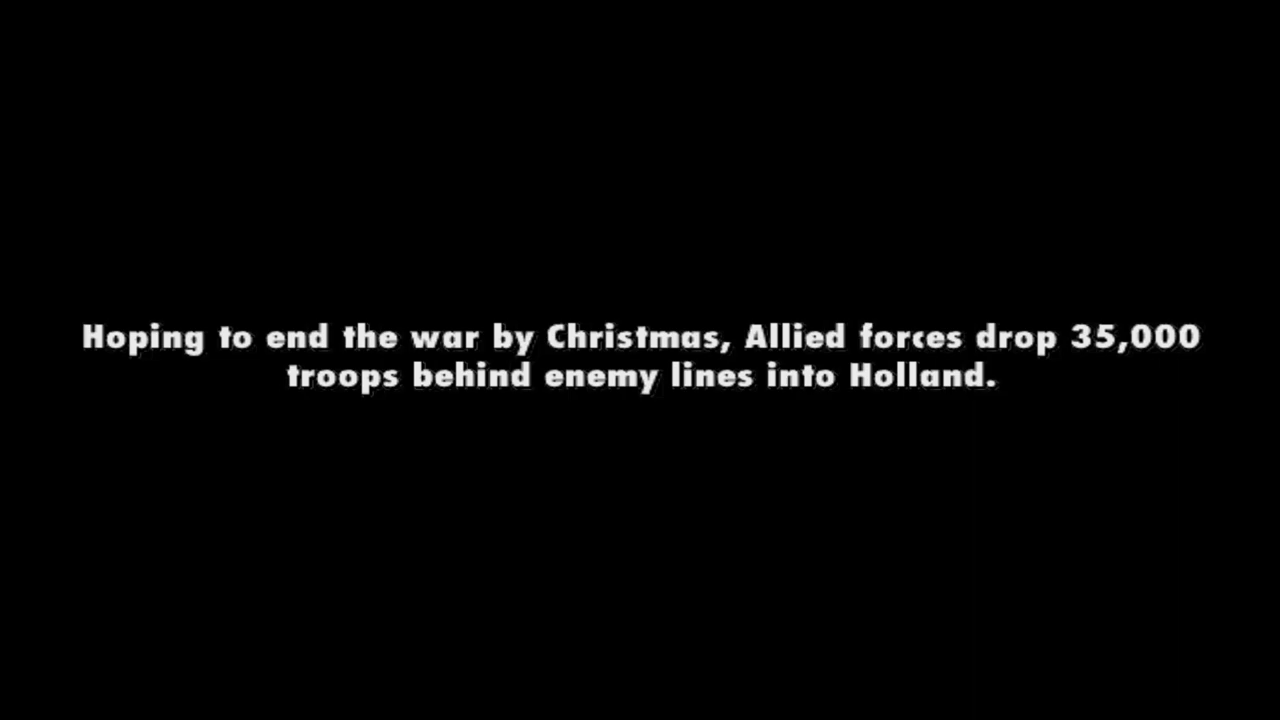 Hoping to end the war by Christmas, Allied forces drop 35,000
troops behind enemy lines into Holland.